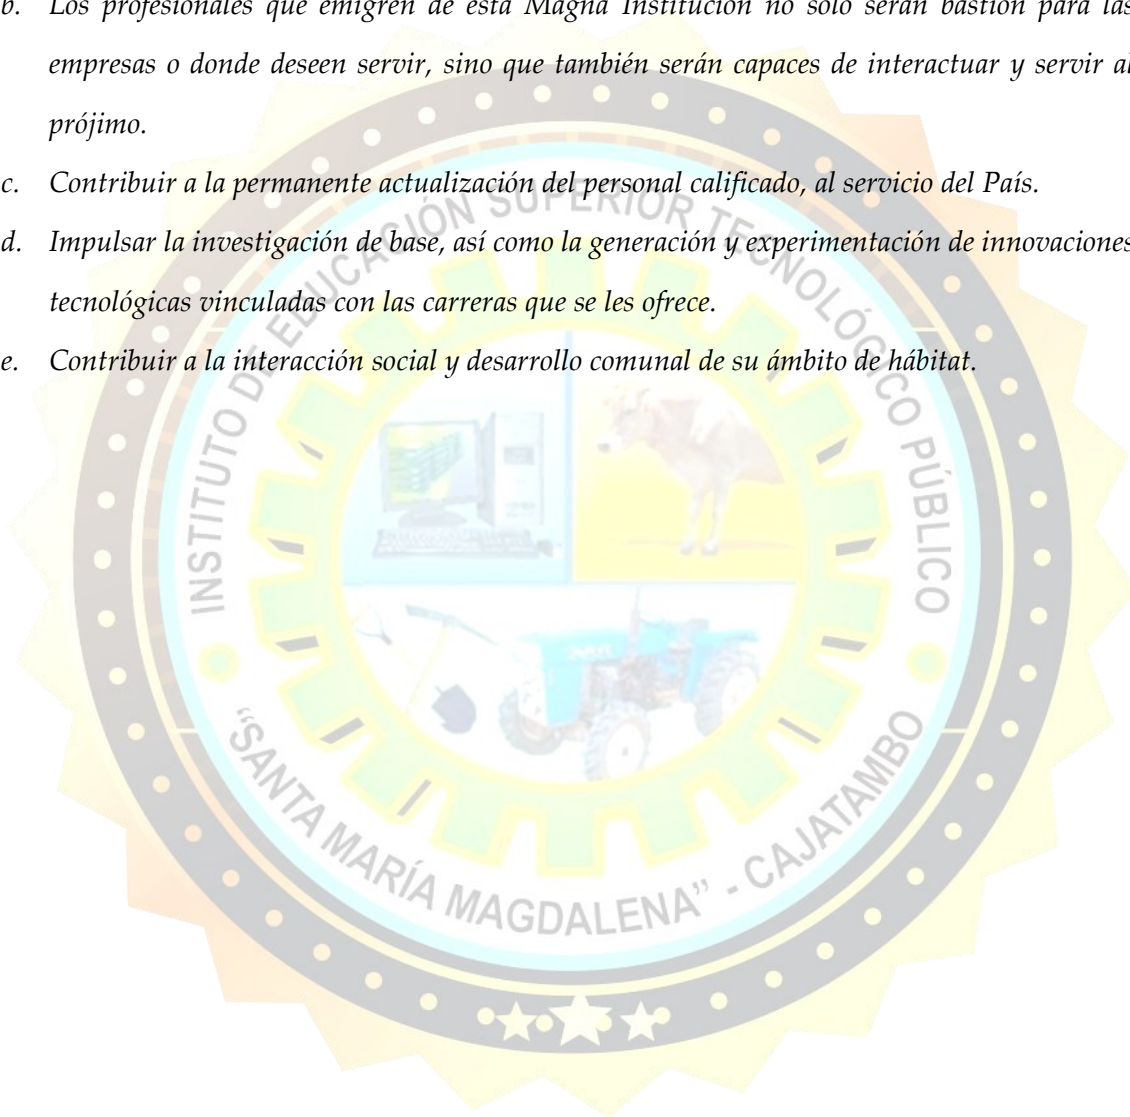 b. Los profesionales que emigren de esta Magna Institución no solo serán bastión para las
empresas o donde deseen servir, sino que también serán capaces de interactuar y servir al
prójimo.
c. Contribuir a la permanente actualización del personal calificado, al servicio del País.
d. Impulsar la investigación de base, así como la generación y experimentación de innovaciones
tecnológicas vinculadas con las carreras que se les ofrece.
e. Contribuir a la interacción social y desarrollo comunal de su ámbito de hábitat.
INSTITUTO DE EDUCACIÓN SUPERIOR TECNOLÓGICO PÚBLICO
"SANTA MARÍA MAGDALENA" - CAJATAMBO